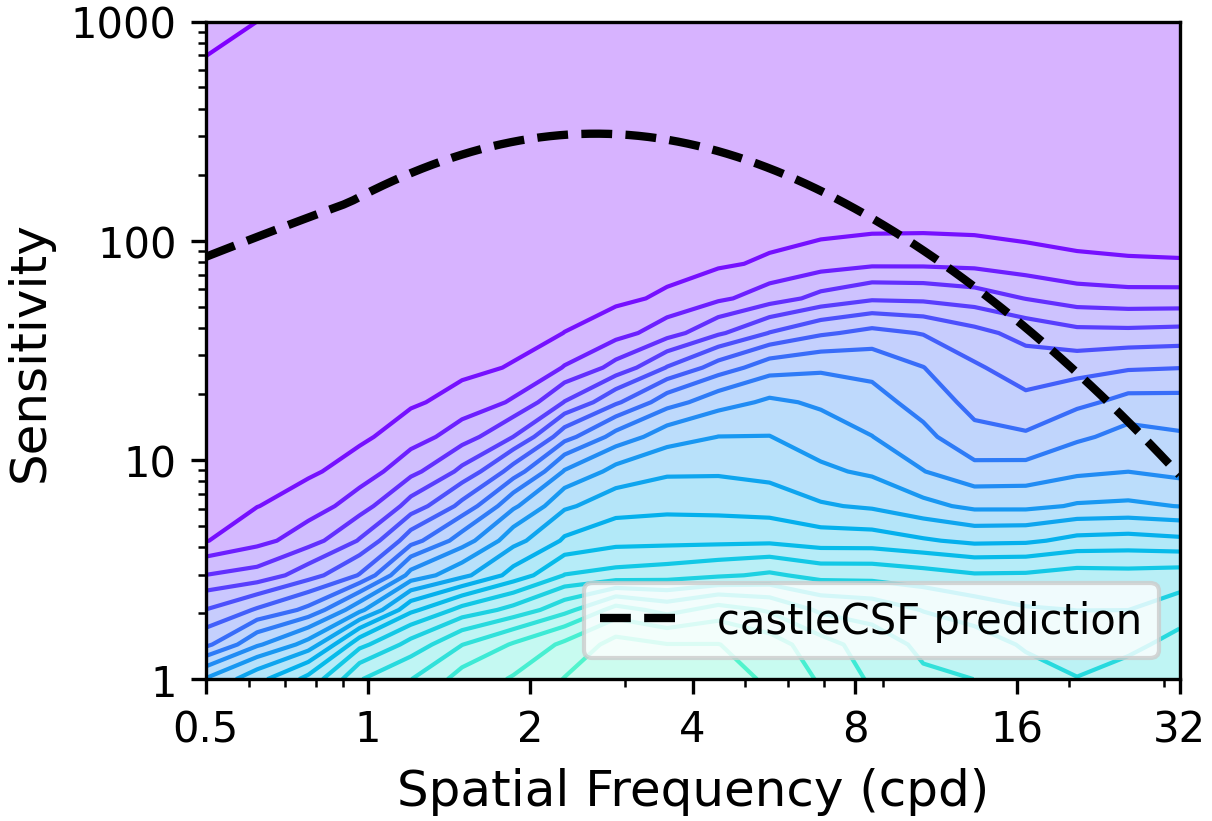 1000
100
10
1
Sensitivity
castleCSF prediction
0.5 1 2 4 8 16 32
Spatial Frequency (cpd)